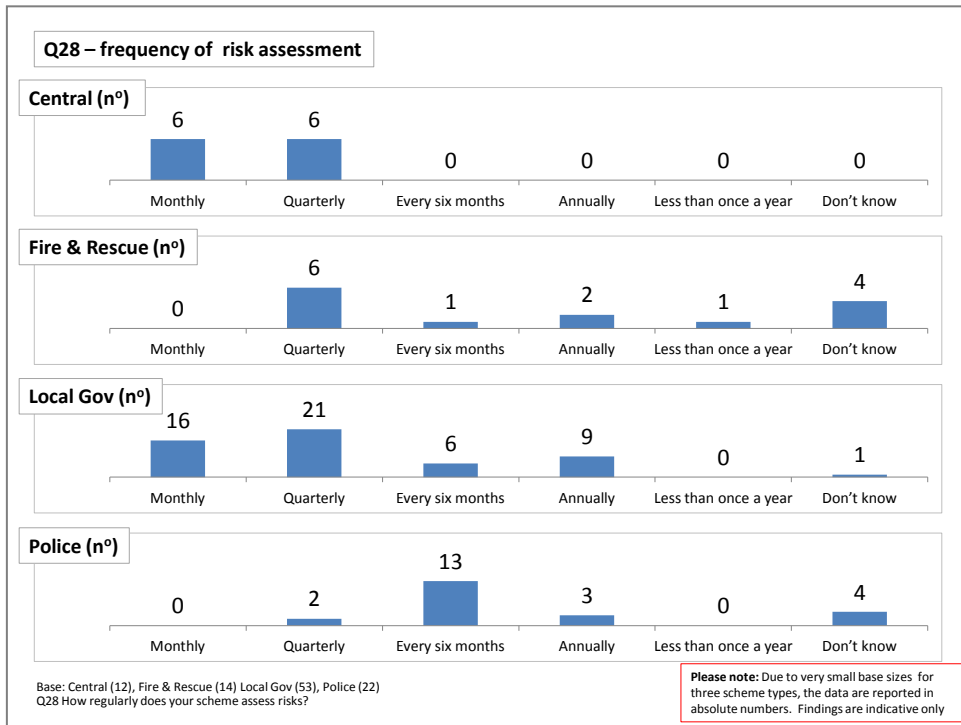 Q28 – frequency of risk assessment
Central (nº)
6 6 0 0 0 0
Monthly Quarterly Every six months Annually Less than once a year Don't know
Fire & Rescue (nº)
0 6 1 2 1 4
Monthly Quarterly Every six months Annually Less than once a year Don't know
Local Gov (nº)
16 21 6 9 0 1
Monthly Quarterly Every six months Annually Less than once a year Don't know
Police (nº)
0 2 13 3 0 4
Monthly Quarterly Every six months Annually Less than once a year Don't know
Base: Central (12), Fire & Rescue (14) Local Gov (53), Police (22)
Q28 How regularly does your scheme assess risks?
Please note: Due to very small base sizes for
three scheme types, the data are reported in
absolute numbers. Findings are indicative only